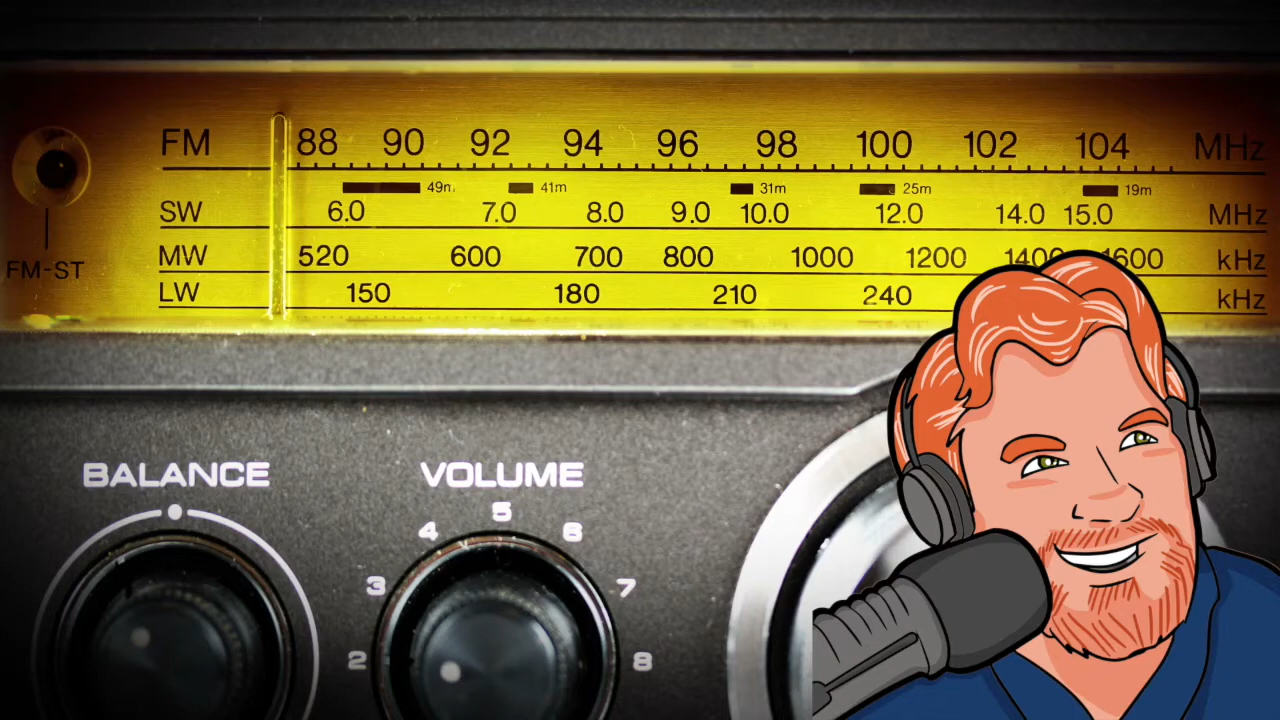 FM 88 90 92 94 96 98 100 102 104 MHz
49m 41m 31m 25m 19m
SW 6.0 7.0 8.0 9.0 10.0 12.0 14.0 15.0 MHz
MW 520 600 700 800 1000 1200 1400 1600 kHz
FM-ST
LW 150 180 210 240 kHz
BALANCE VOLUME
5
4 6
3 7
2 8